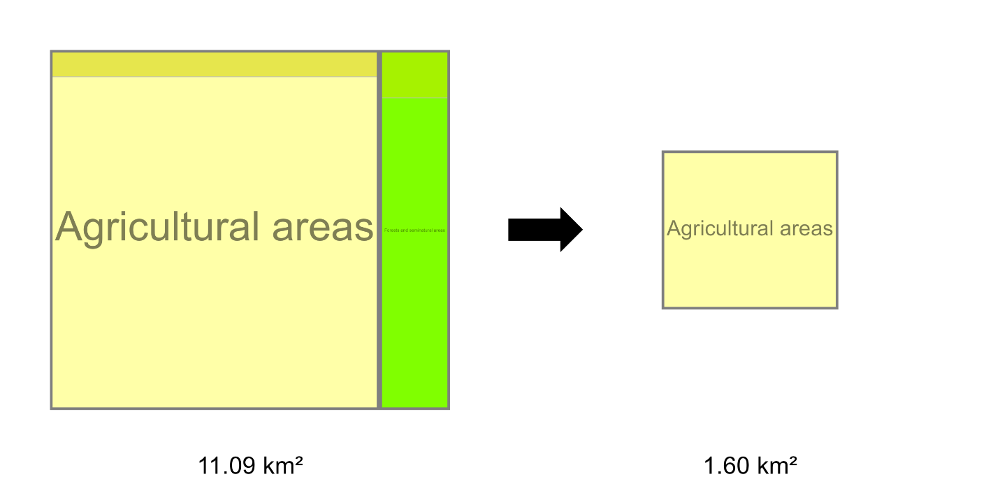 Agricultural areas
Forests and seminatural areas
Agricultural areas
11.09 km²
1.60 km²